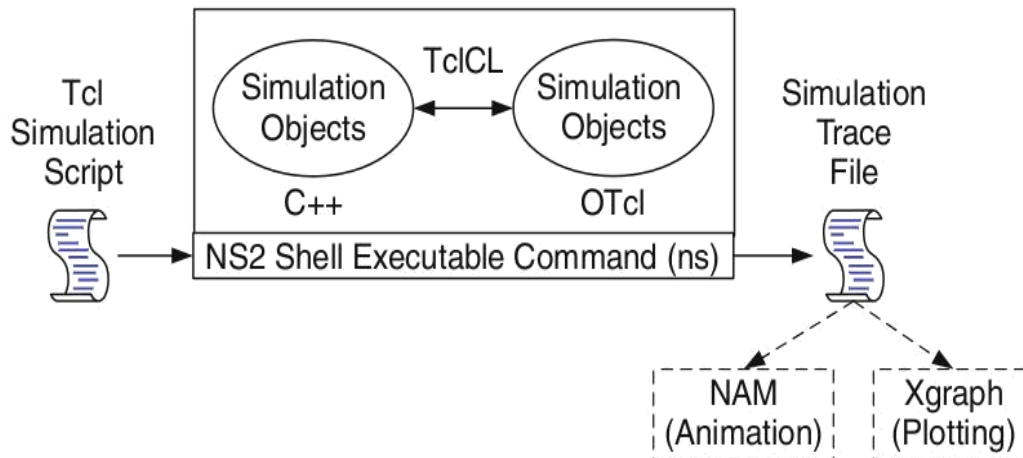 Tcl
Simulation
Script
TclCL
Simulation
Objects
C++
Simulation
Objects
OTcl
NS2 Shell Executable Command (ns)
Simulation
Trace
File
NAM
(Animation)
Xgraph
(Plotting)